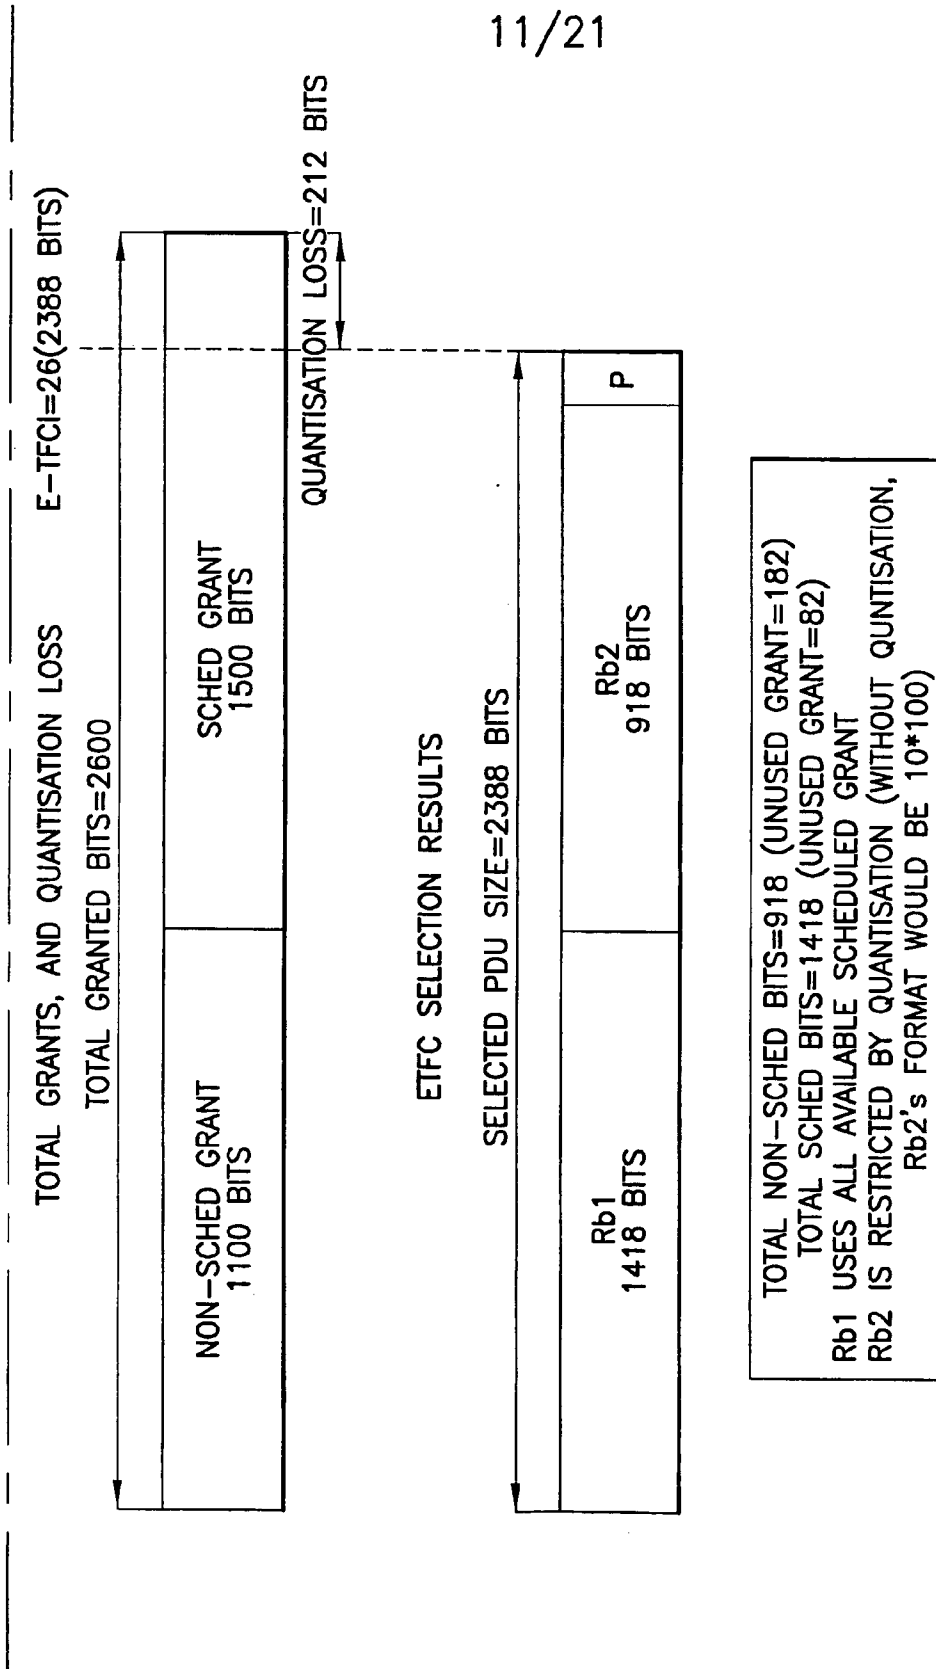 11/21
TOTAL GRANTS, AND QUANTISATION LOSS
E-TFCI=26(2388 BITS)
TOTAL GRANTED BITS=2600
NON-SCHED GRANT
1100 BITS
SCHED GRANT
1500 BITS
QUANTISATION LOSS=212 BITS
ETFC SELECTION RESULTS
SELECTED PDU SIZE=2388 BITS
Rb1
1418 BITS
Rb2
918 BITS
P
TOTAL NON-SCHED BITS=918 (UNUSED GRANT=182)
TOTAL SCHED BITS=1418 (UNUSED GRANT=82)
Rb1 USES ALL AVAILABLE SCHEDULED GRANT
Rb2 IS RESTRICTED BY QUANTISATION (WITHOUT QUNTISATION,
Rb2's FORMAT WOULD BE 10*100)